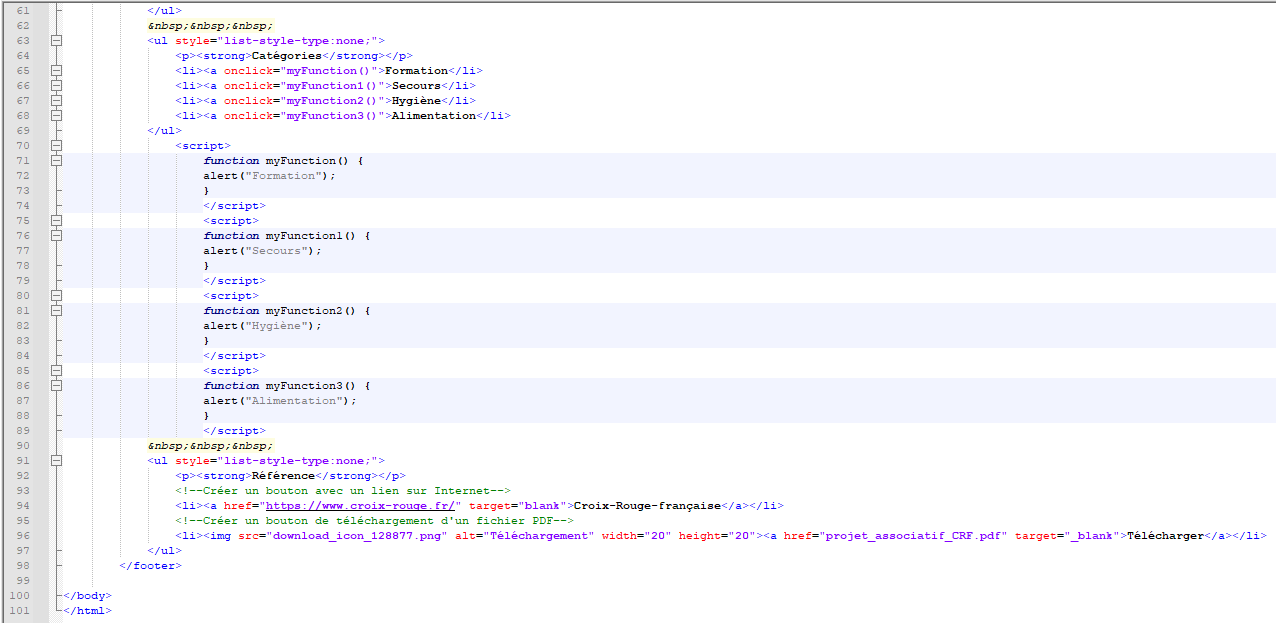 61 </ul>
62 &nbsp;&nbsp;&nbsp;
63 <ul style="list-style-type:none;">
64 <p><strong>Catégories</strong></p>
65 <li><a onclick="myFunction()">Formation</li>
66 <li><a onclick="myFunction1()">Secours</li>
67 <li><a onclick="myFunction2()">Hygiène</li>
68 <li><a onclick="myFunction3()">Alimentation</li>
69 </ul>
70 <script>
71 function myFunction() {
72 alert("Formation");
73 }
74 </script>
75 <script>
76 function myFunction1() {
77 alert("Secours");
78 }
79 </script>
80 <script>
81 function myFunction2() {
82 alert("Hygiène");
83 }
84 </script>
85 <script>
86 function myFunction3() {
87 alert("Alimentation");
88 }
89 </script>
90 &nbsp;&nbsp;&nbsp;
91 <ul style="list-style-type:none;">
92 <p><strong>Référence</strong></p>
93 <!--Créer un bouton avec un lien sur Internet-->
94 <li><a href="https://www.croix-rouge.fr/" target="blank">Croix-Rouge-française</a></li>
95 <!--Créer un bouton de téléchargement d'un fichier PDF-->
96 <li><img src="download_icon_128877.png" alt="Téléchargement" width="20" height="20"><a href="projet_associatif_CRF.pdf" target="_blank">Télécharger</a></li>
97 </ul>
98 </footer>
99
100 </body>
101 </html>